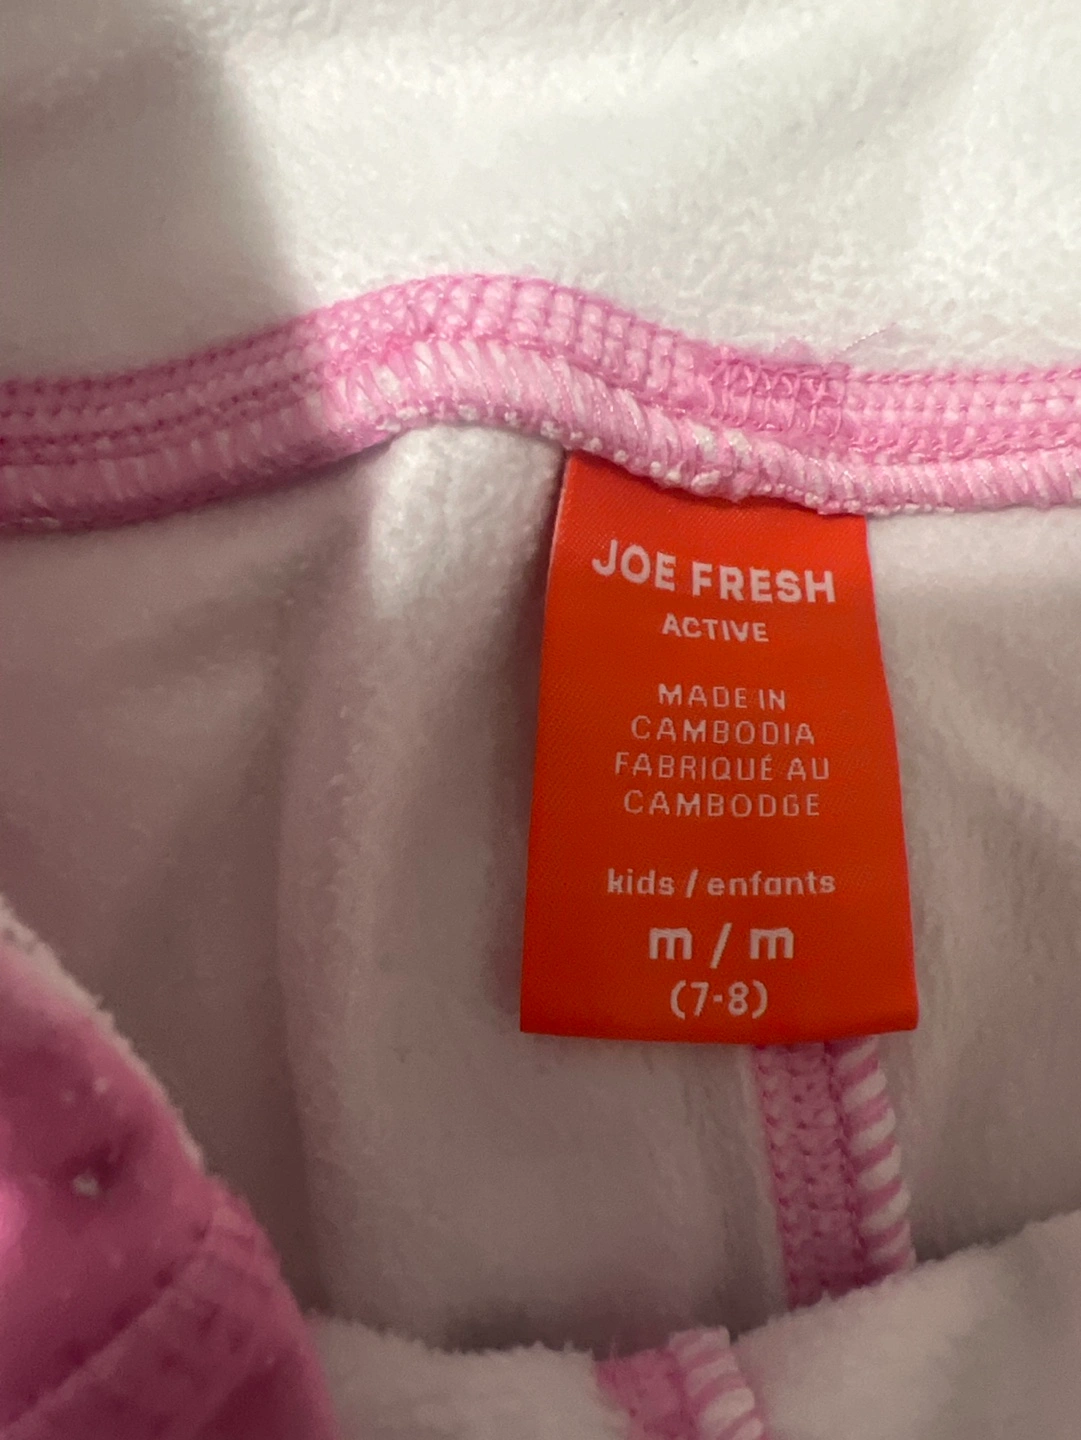 JOE FRESH
ACTIVE
MADE IN
CAMBODIA
FABRIQUÉ AU
CAMBODGE
kids / enfants
m / m
(7-8)